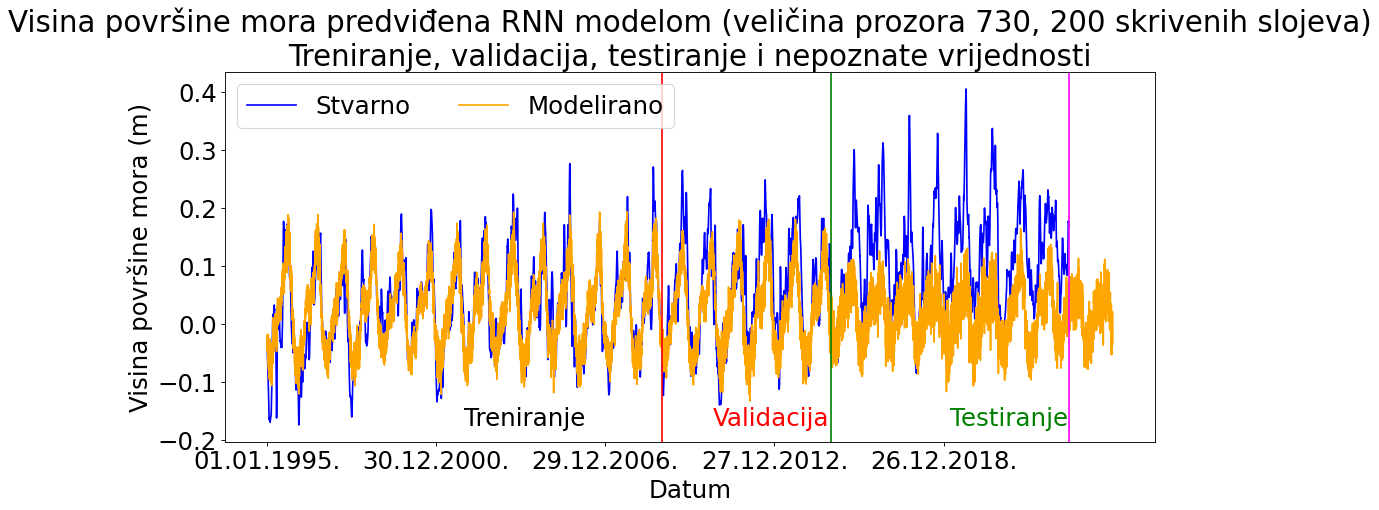 Visina površine mora predviđena RNN modelom (veličina prozora 730, 200 skrivenih slojeva)
Treniranje, validacija, testiranje i nepoznate vrijednosti
Stvarno Modelirano
Visina površine mora (m)
0.4
0.3
0.2
0.1
0.0
−0.1
−0.2
Treniranje Validacija Testiranje
01.01.1995. 30.12.2000. 29.12.2006. 27.12.2012. 26.12.2018.
Datum